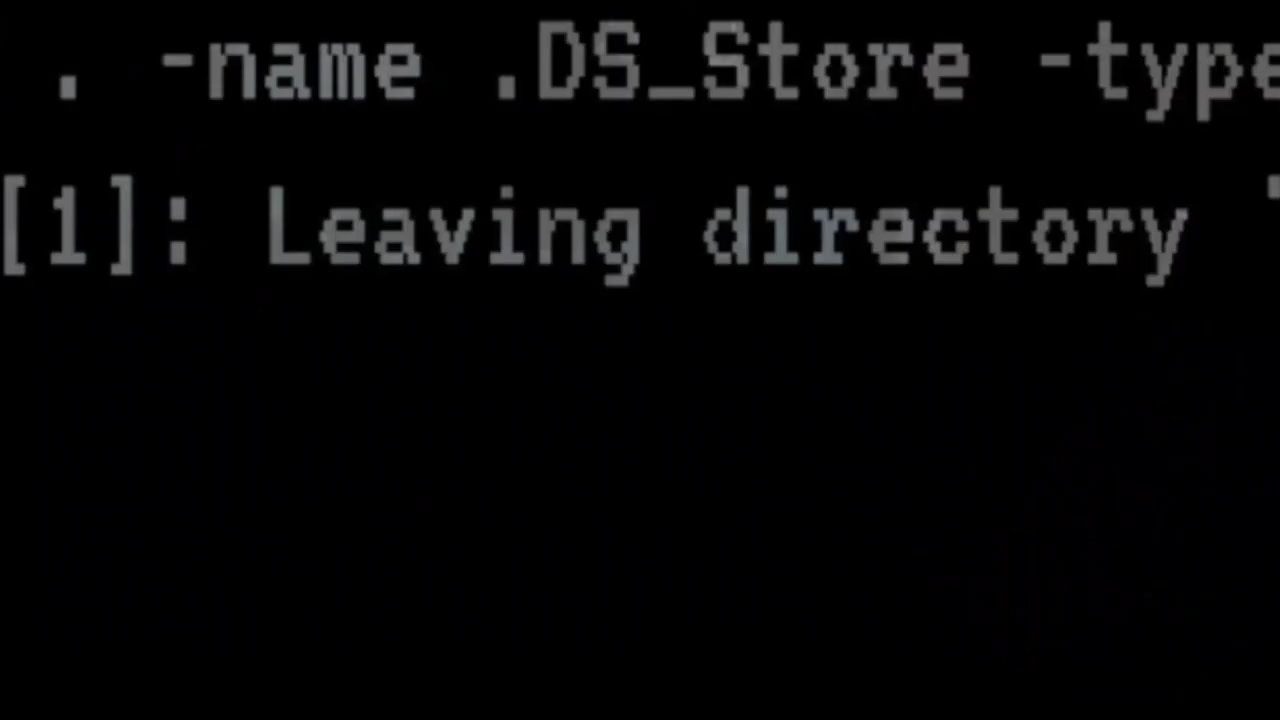 . -name .DS_Store -type
[1]: Leaving directory `